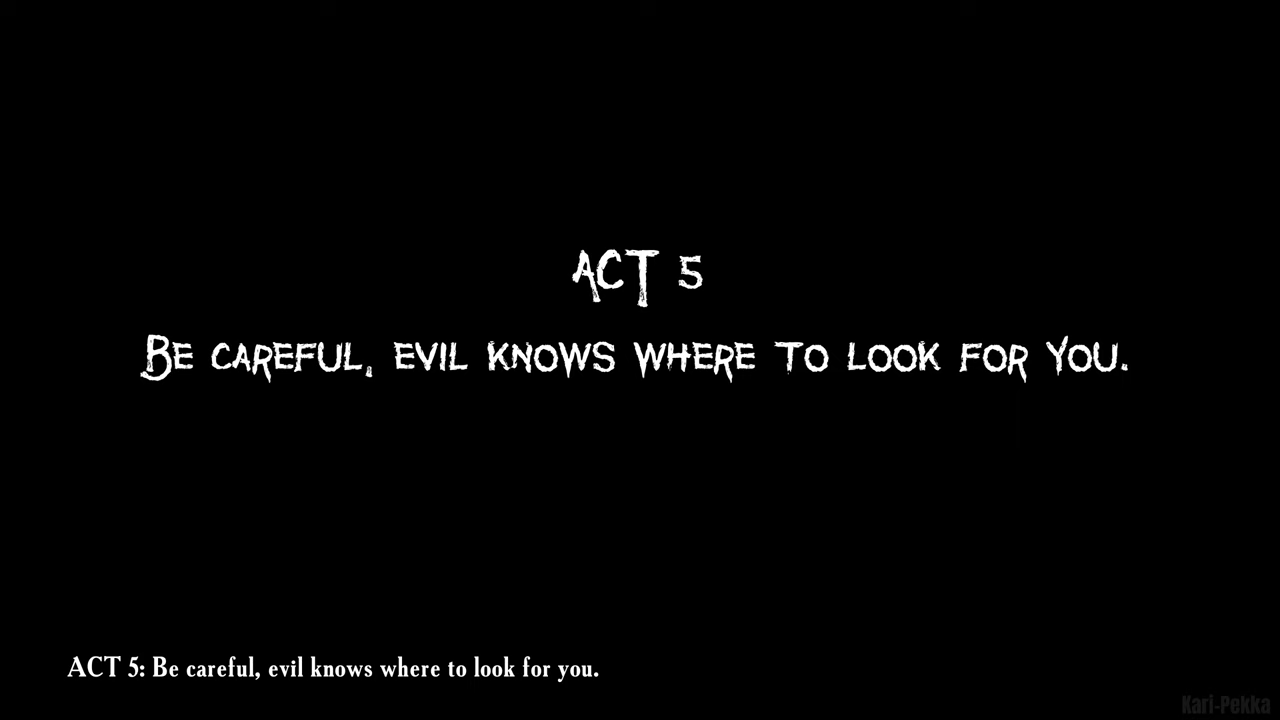 ACT 5
Be careful, evil knows where to look for you.
ACT 5: Be careful, evil knows where to look for you.
Kari-Pekka